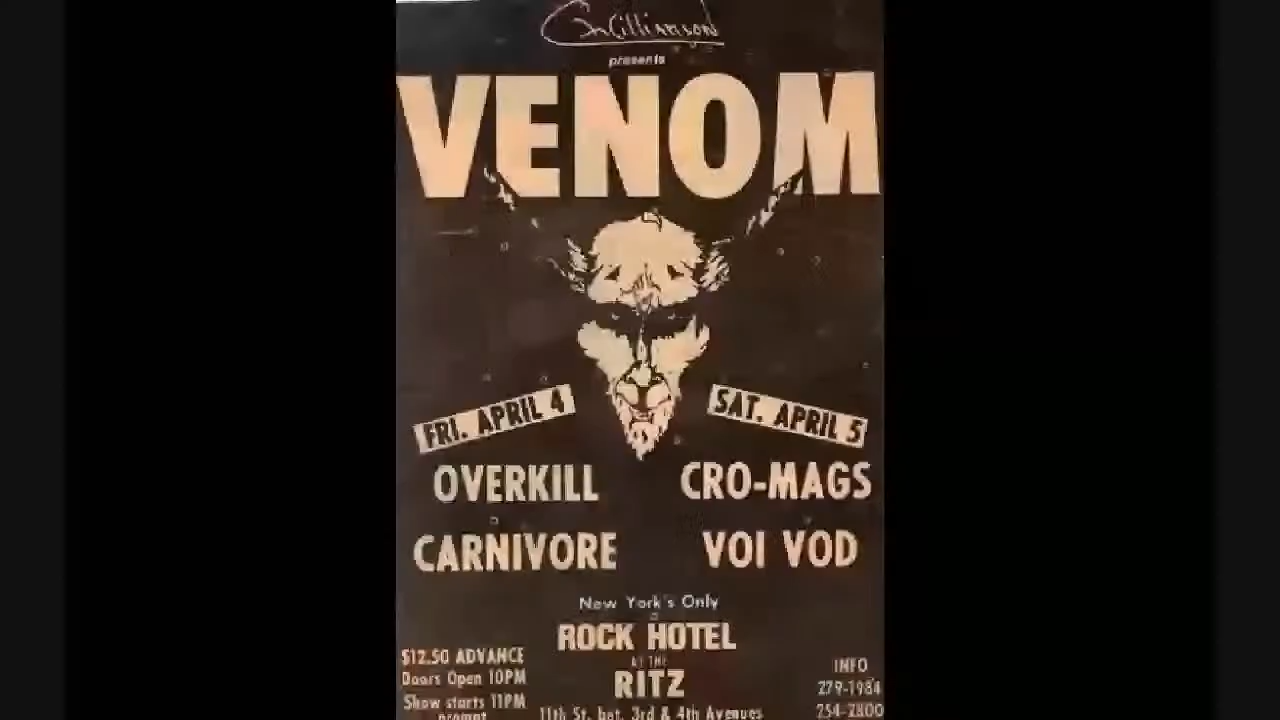 presents
VENOM
FRI. APRIL 4
SAT. APRIL 5
OVERKILL
CRO-MAGS
CARNIVORE
VOI VOD
New York's Only
ROCK HOTEL
AT THE
RITZ
11th St. bet. 3rd & 4th Avenues
$12.50 ADVANCE
Doors Open 10PM
Show starts 11PM
prompt
INFO
279-1984
254-2800